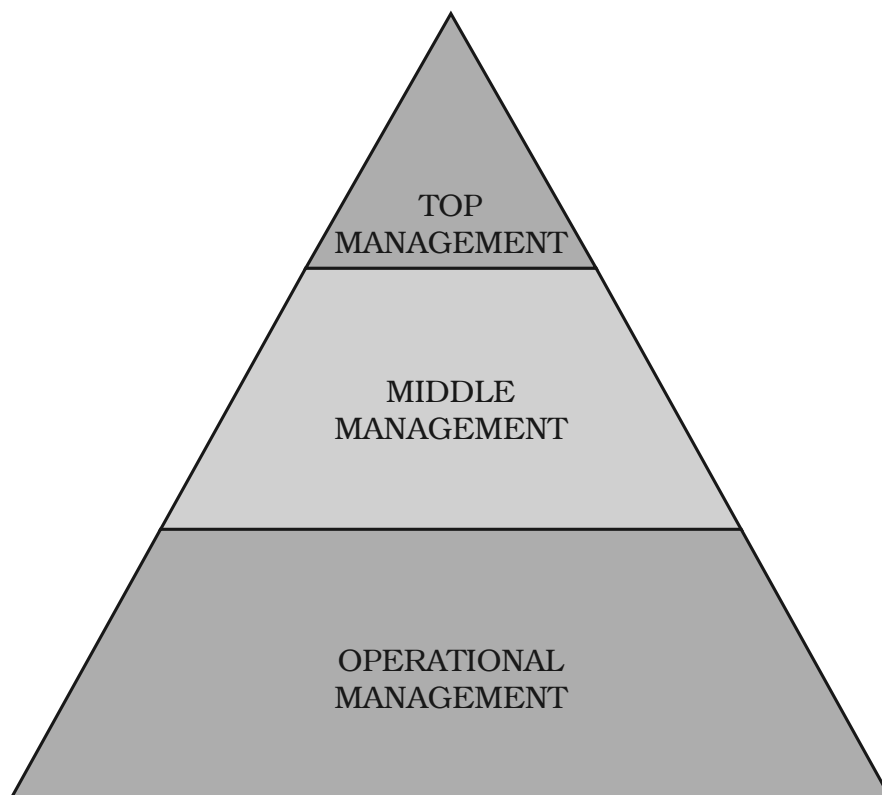 TOP
MANAGEMENT
MIDDLE
MANAGEMENT
OPERATIONAL
MANAGEMENT